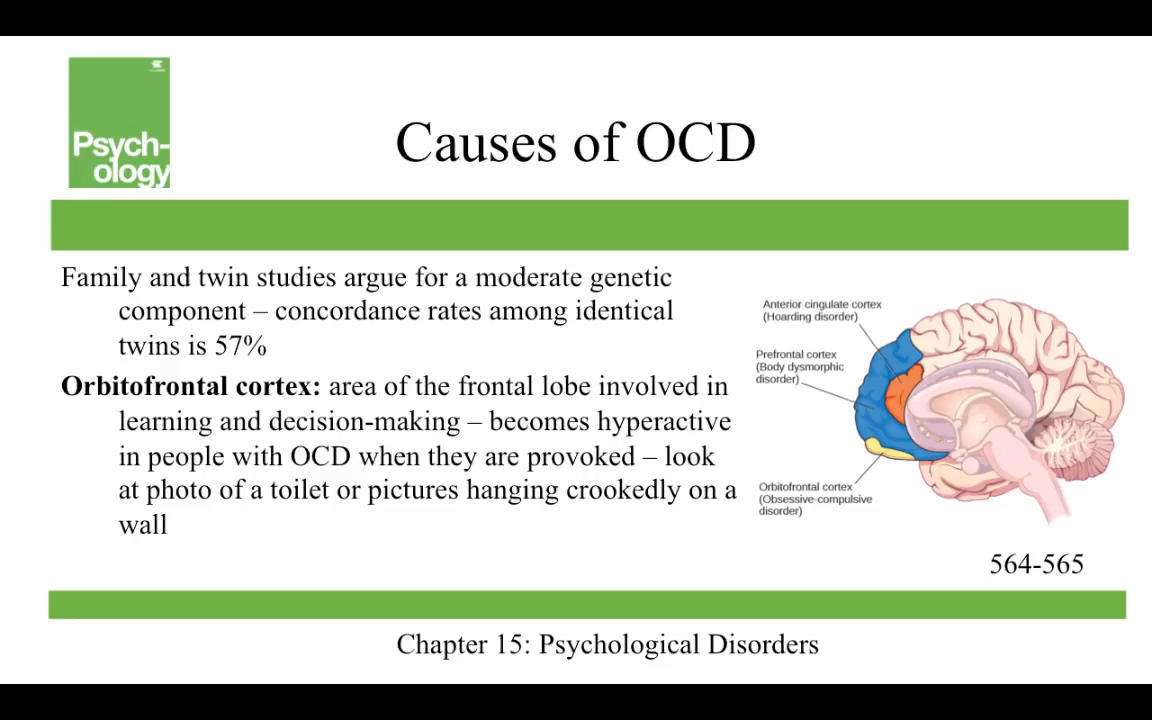 Psych-
ology
Causes of OCD
Family and twin studies argue for a moderate genetic
component – concordance rates among identical
twins is 57%
Orbitofrontal cortex: area of the frontal lobe involved in
learning and decision-making – becomes hyperactive
in people with OCD when they are provoked – look
at photo of a toilet or pictures hanging crookedly on a
wall
Anterior cingulate cortex
(Hoarding disorder)
Prefrontal cortex
(Body dysmorphic
disorder)
Orbitofrontal cortex
(Obsessive-compulsive
disorder)
564-565
Chapter 15: Psychological Disorders